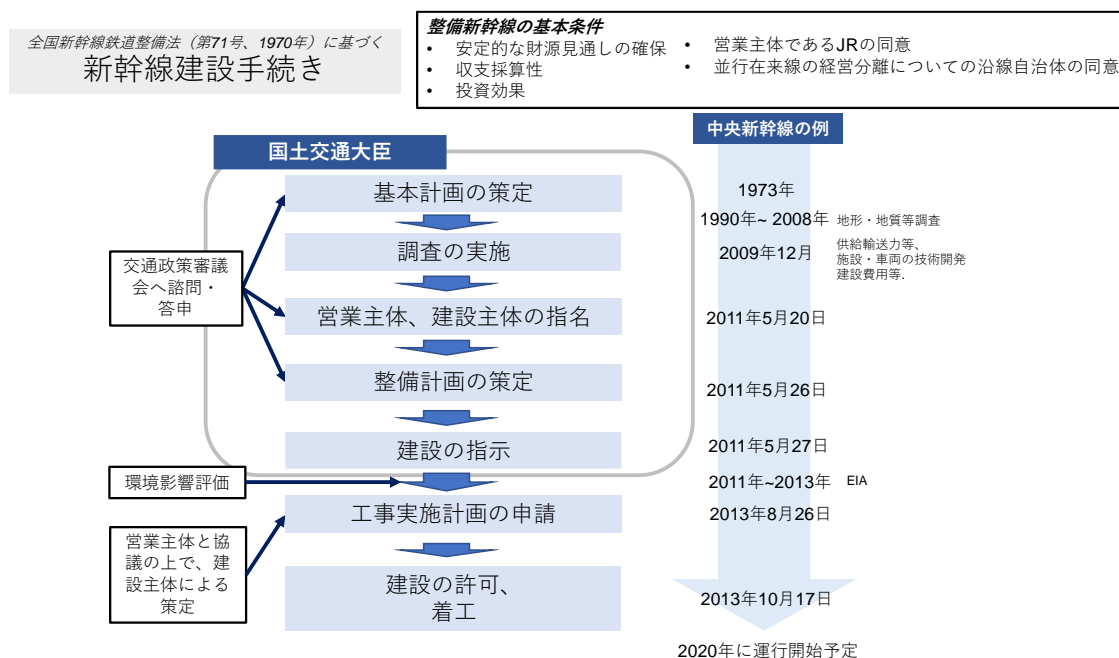 全国新幹線鉄道整備法（第71号、1970年）に基づく
新幹線建設手続き
整備新幹線の基本条件
• 安定的な財源見通しの確保
• 収支採算性
• 投資効果
• 営業主体であるJRの同意
• 並行在来線の経営分離についての沿線自治体の同意
中央新幹線の例
国土交通大臣
基本計画の策定
1973年
1990年~ 2008年 地形・地質等調査
調査の実施
2009年12月
供給輸送力等、
施設・車両の技術開発
建設費用等.
交通政策審議
会へ諮問・
答申
営業主体、建設主体の指名
2011年5月20日
整備計画の策定
2011年5月26日
建設の指示
2011年5月27日
環境影響評価
2011年~2013年 EIA
工事実施計画の申請
2013年8月26日
営業主体と協
議の上で、建
設主体による
策定
建設の許可、
着工
2013年10月17日
2020年に運行開始予定